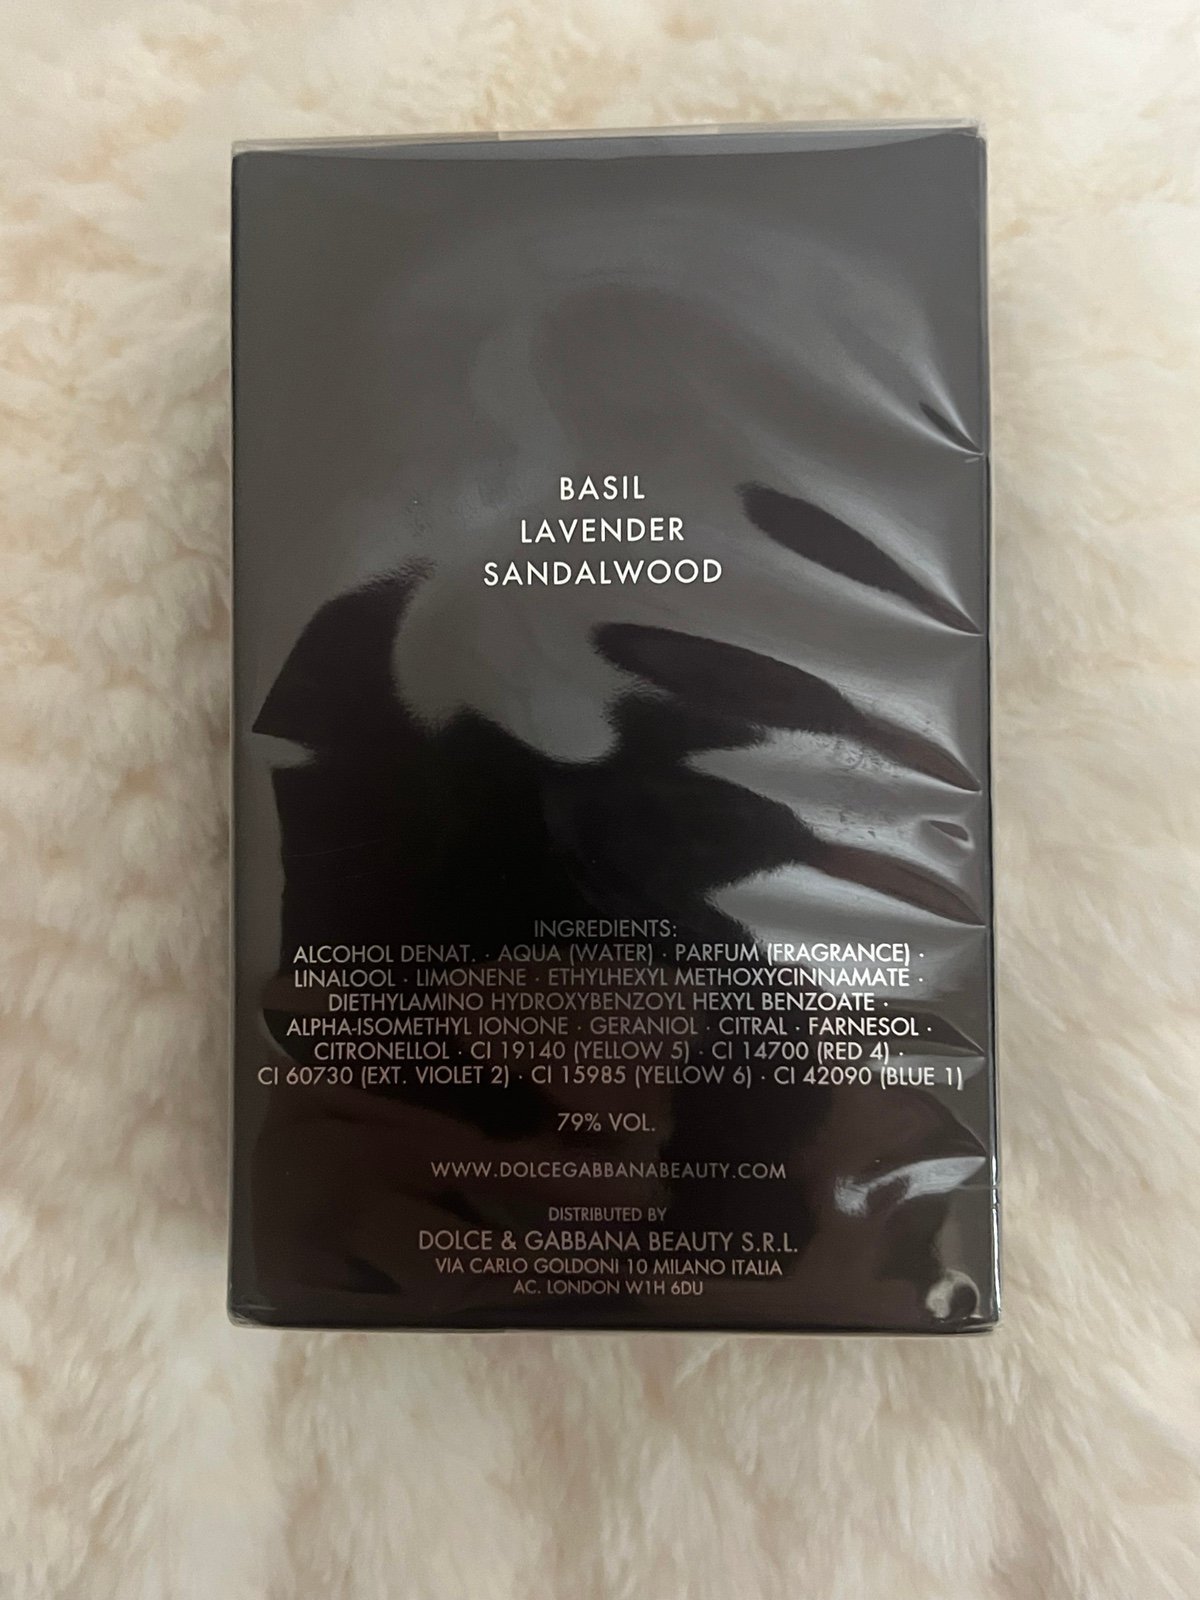 BASIL
LAVENDER
SANDALWOOD
INGREDIENTS:
ALCOHOL DENAT. · AQUA (WATER) · PARFUM (FRAGRANCE) ·
LINALOOL · LIMONENE · ETHYLHEXYL METHOXYCINNAMATE ·
DIETHYLAMINO HYDROXYBENZOYL HEXYL BENZOATE ·
ALPHA-ISOMETHYL IONONE · GERANIOL · CITRAL · FARNESOL ·
CITRONELLOL · CI 19140 (YELLOW 5) · CI 14700 (RED 4) ·
CI 60730 (EXT. VIOLET 2) · CI 15985 (YELLOW 6) · CI 42090 (BLUE 1)
79% VOL.
WWW.DOLCEGABBANABEAUTY.COM
DISTRIBUTED BY
DOLCE & GABBANA BEAUTY S.R.L.
VIA CARLO GOLDONI 10 MILANO ITALIA
AC. LONDON W1H 6DU